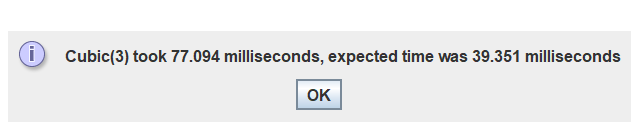 Cubic(3) took 77.094 milliseconds, expected time was 39.351 milliseconds
OK